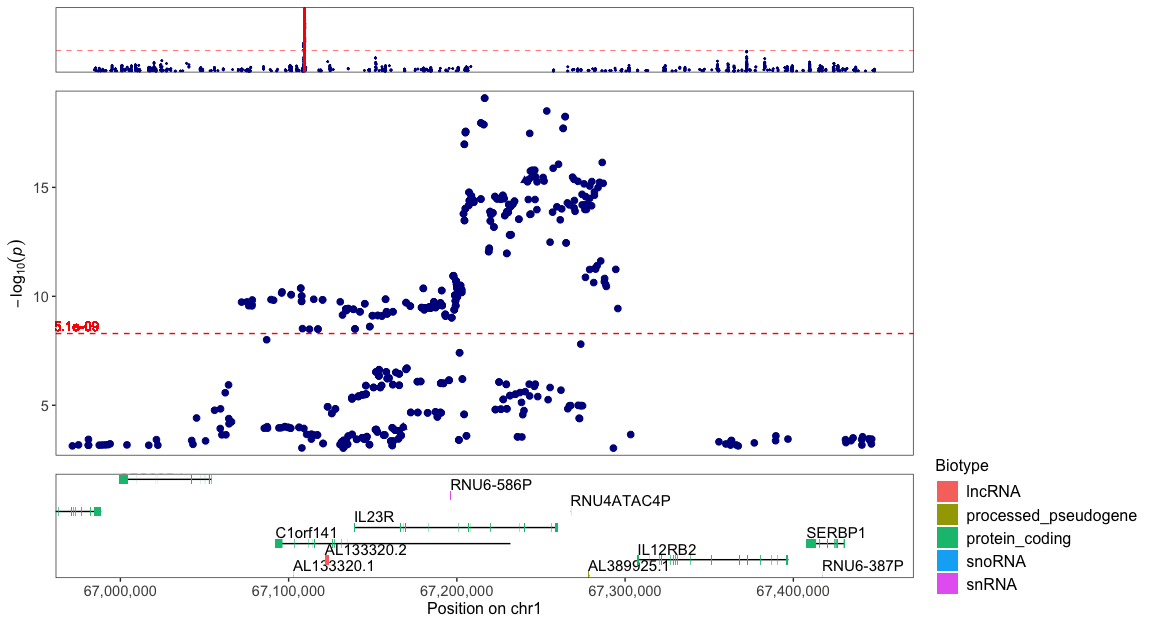 15
10
5
−log10(p)
5.1e-09
RNU6-586P
RNU4ATAC4P
IL23R
C1orf141
SERBP1
AL133320.2
IL12RB2
AL133320.1
AL389925.1
RNU6-387P
67,000,000
67,100,000
67,200,000
67,300,000
67,400,000
Position on chr1
Biotype
lncRNA
processed_pseudogene
protein_coding
snoRNA
snRNA